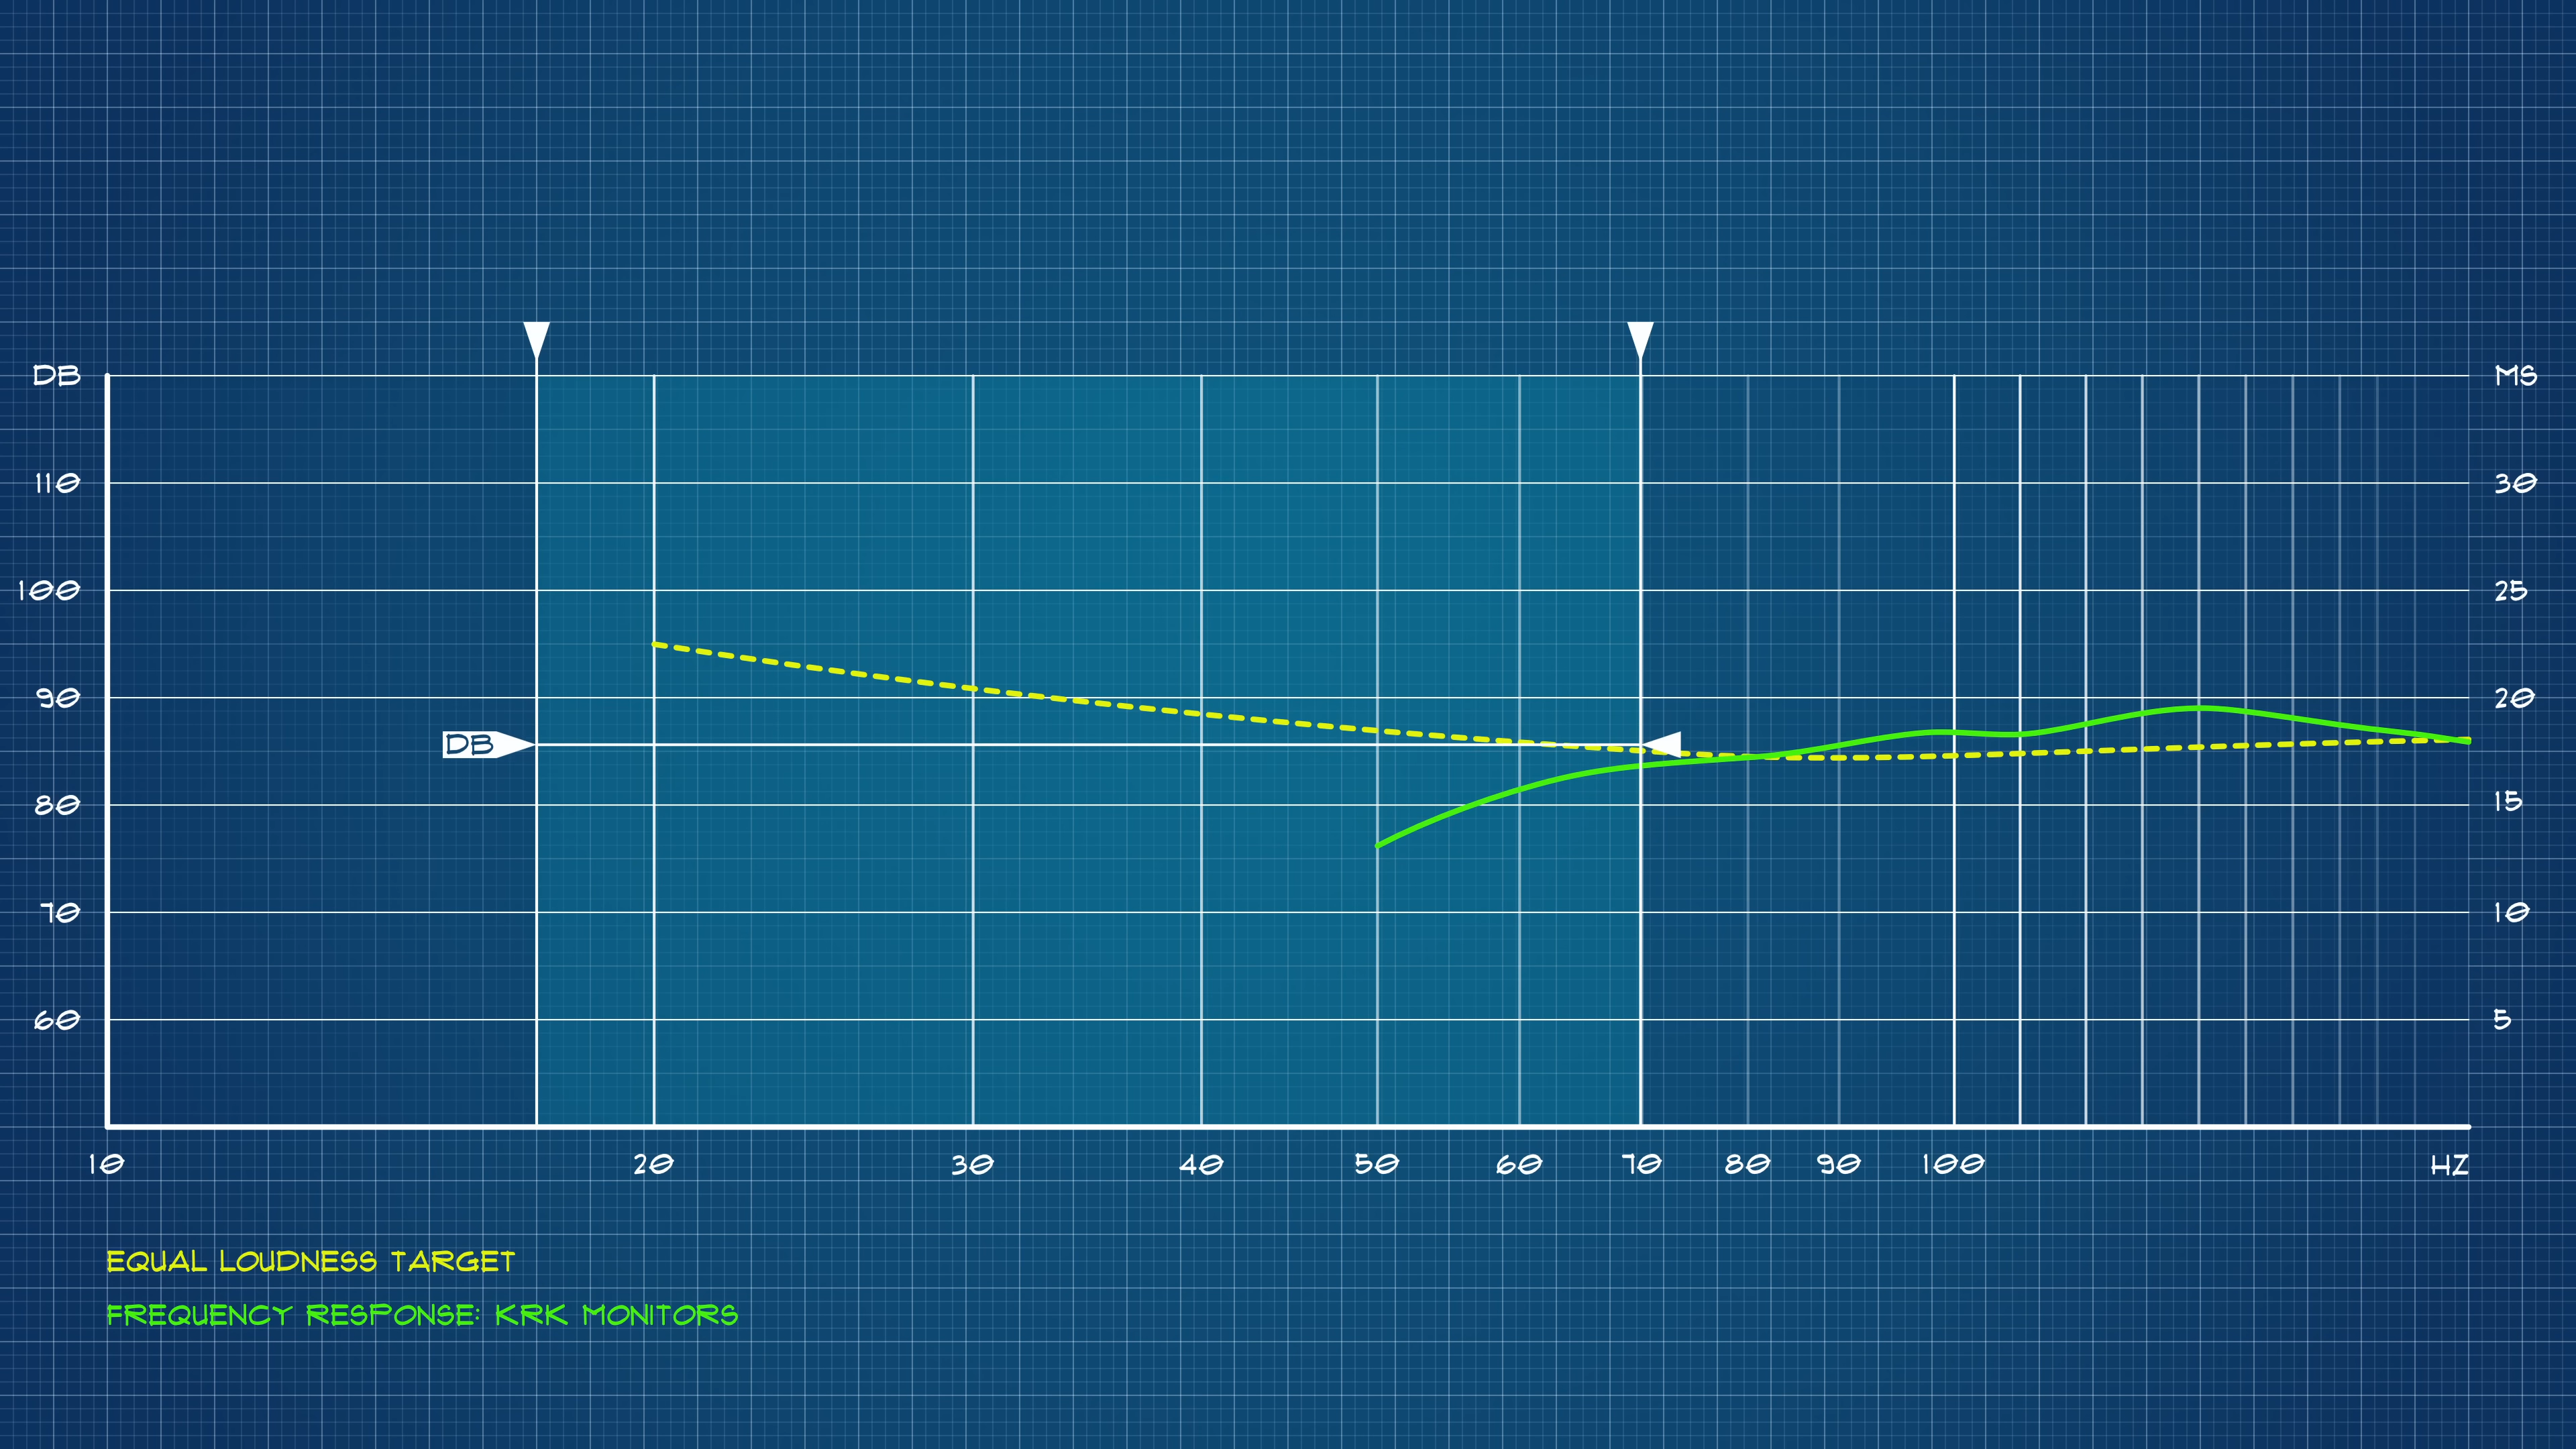 DB
MS
110
30
100
25
90
20
DB
80
15
70
10
60
5
10 20 30 40 50 60 70 80 90 100 HZ
EQUAL LOUDNESS TARGET
FREQUENCY RESPONSE: KRK MONITORS